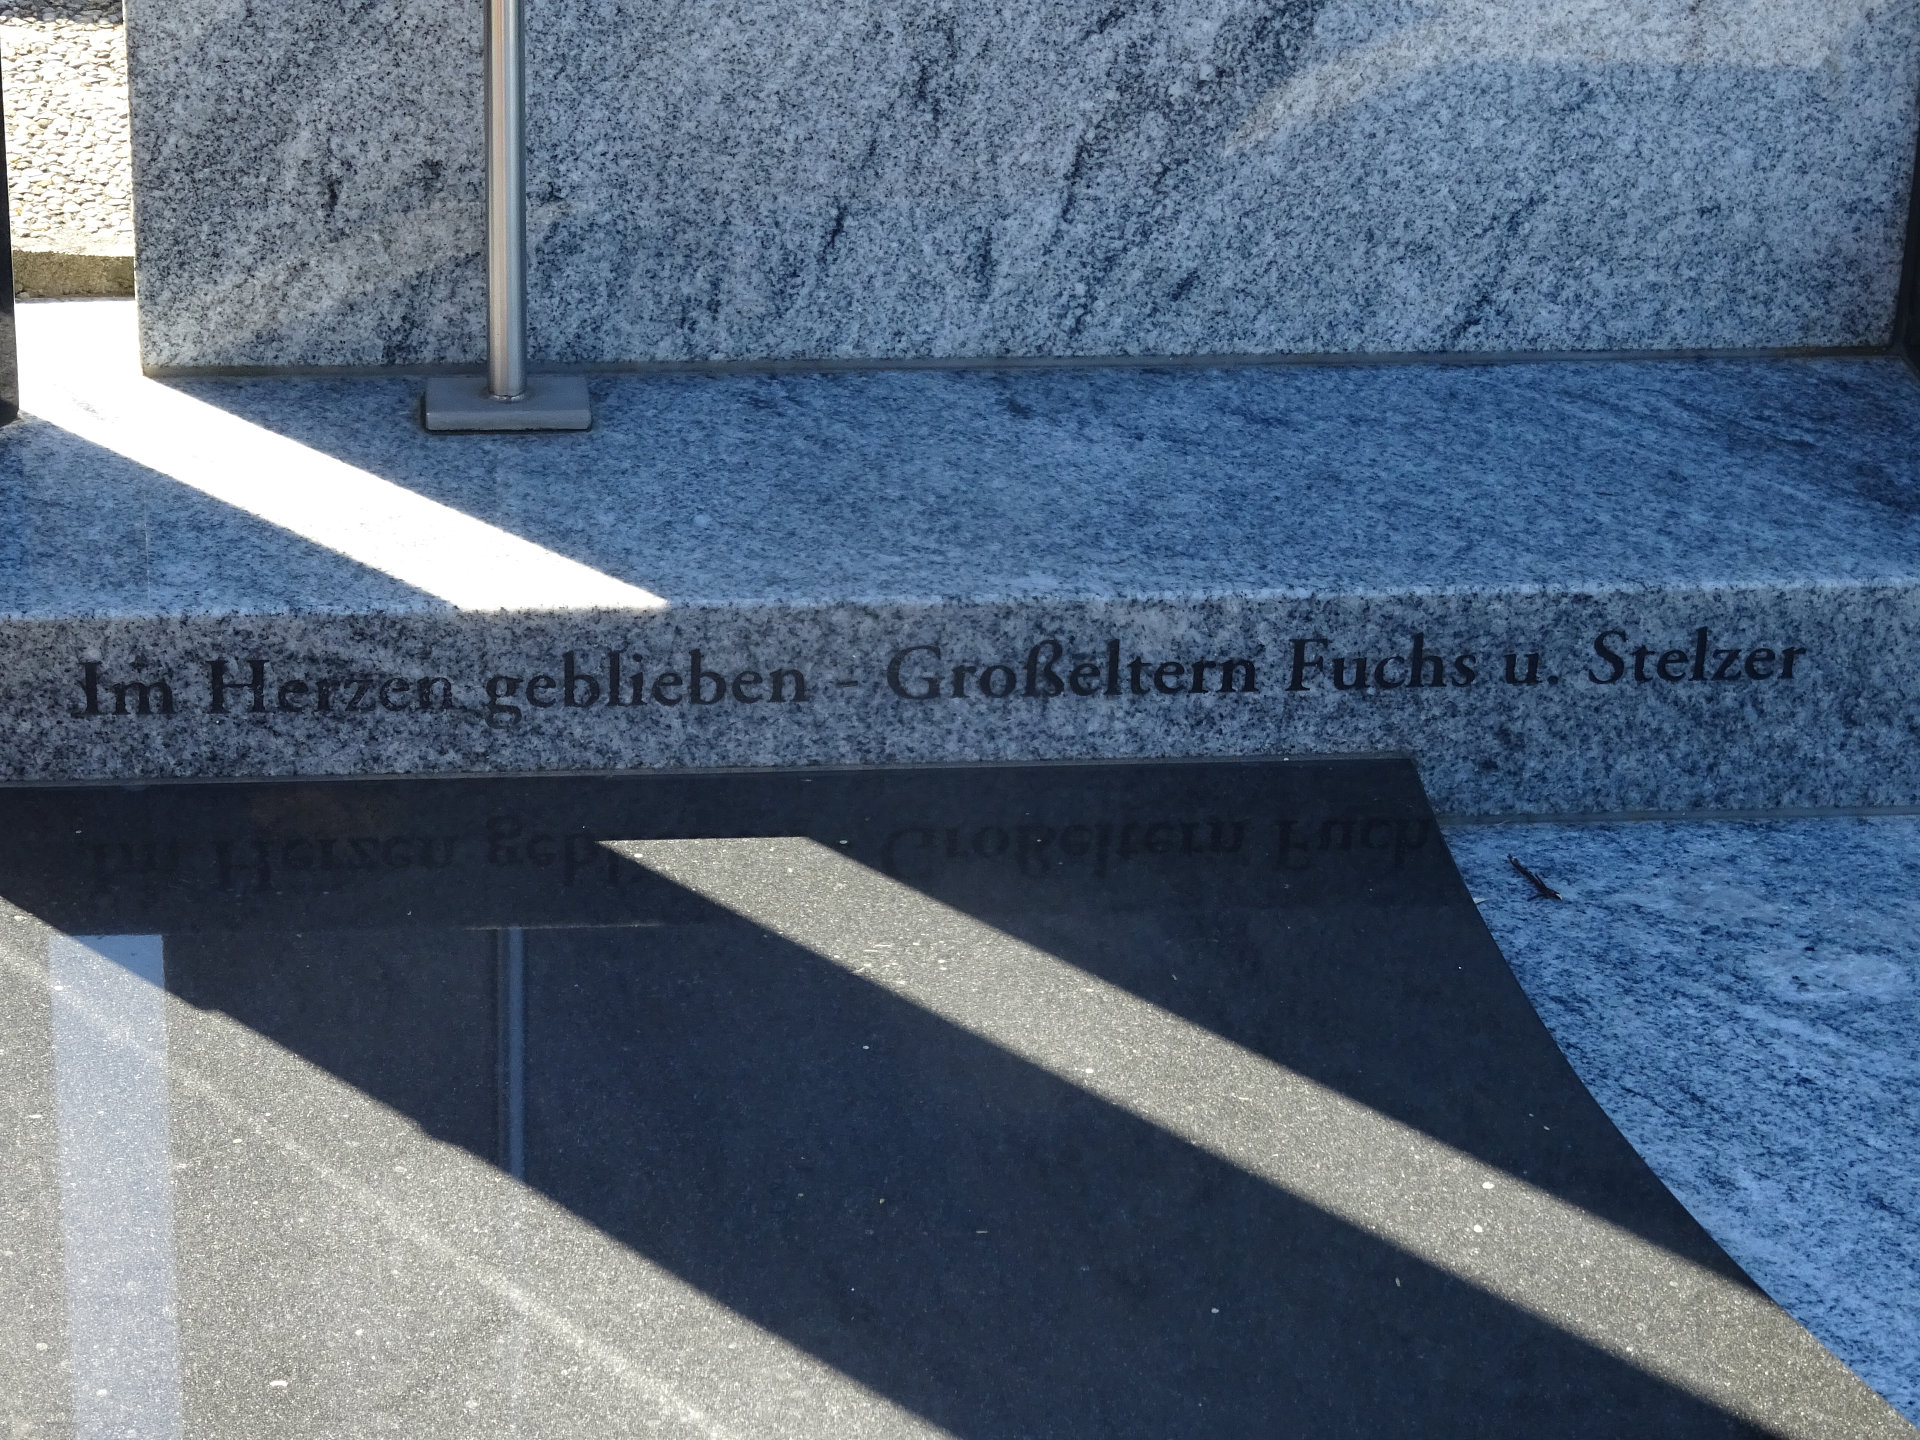 Im Herzen geblieben - Großeltern Fuchs u. Stelzer